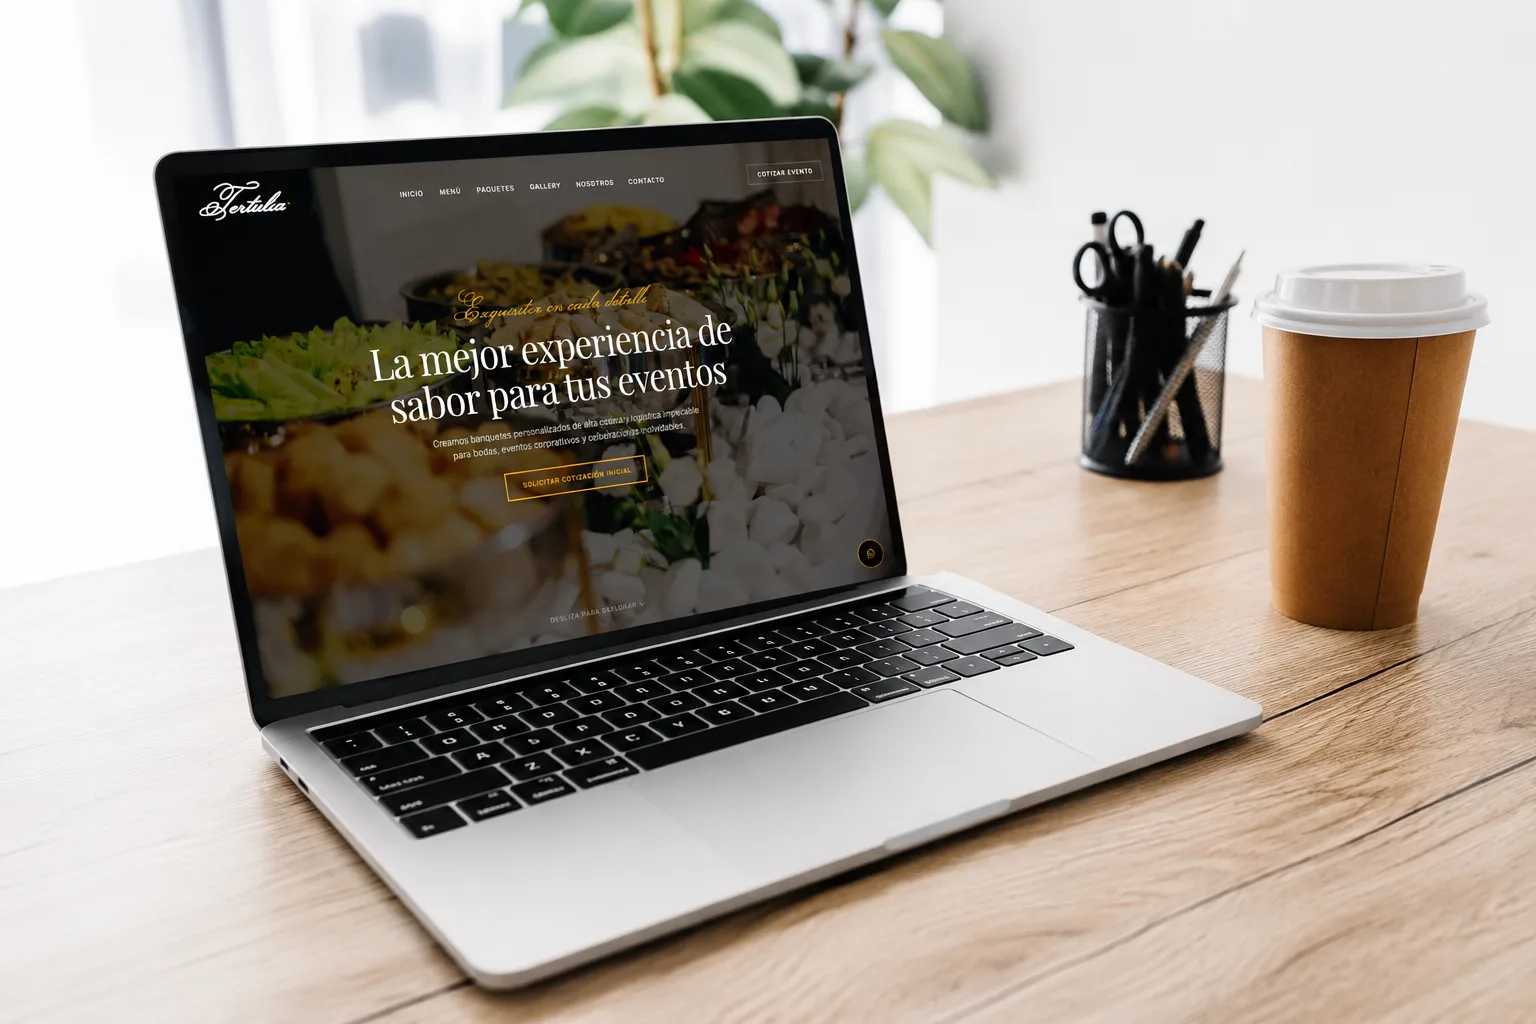 Tertulia
INICIO MENÚ PAQUETES GALLERY NOSOTROS CONTACTO
COTIZAR EVENTO
Exquisitez en cada detalle
La mejor experiencia de
sabor para tus eventos
Creamos banquetes personalizados de alta cocina y logística impecable
para bodas, eventos corporativos y celebraciones inolvidables.
SOLICITAR COTIZACIÓN INICIAL
DESLIZA PARA EXPLORAR